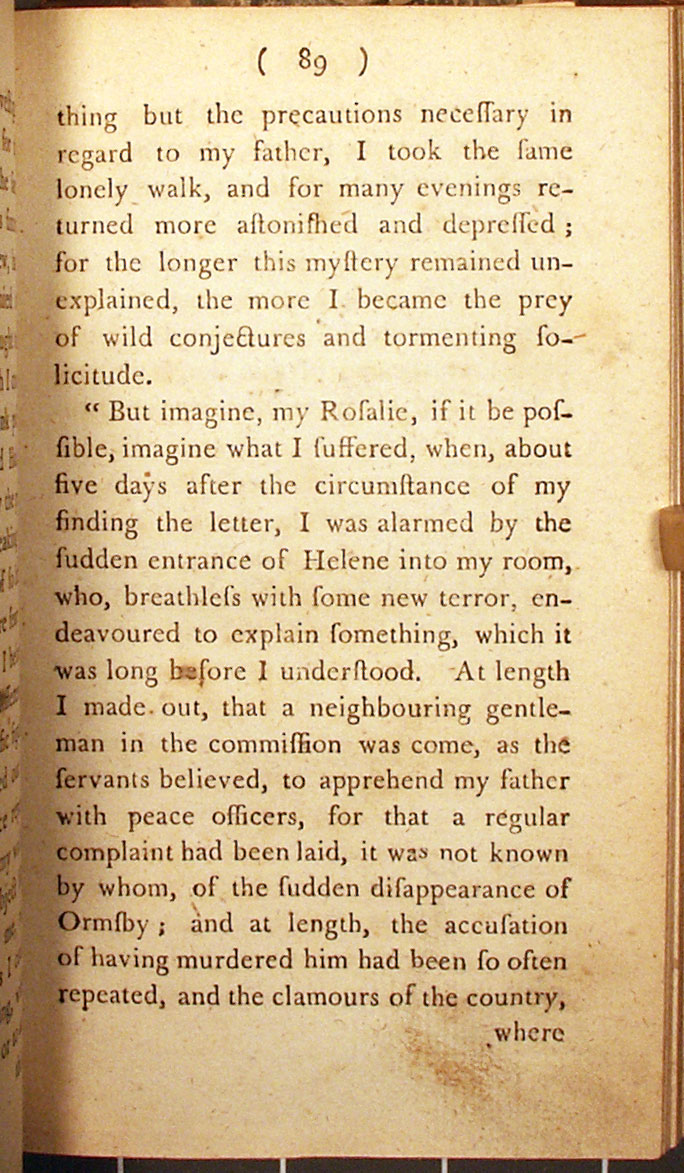 ( 89 )
thing but the precautions neceſſary in
regard to my father, I took the ſame
lonely walk, and for many evenings re-
turned more aſtoniſhed and depreſſed ;
for the longer this myſtery remained un-
explained, the more I became the prey
of wild conjectures and tormenting ſo-
licitude.
“ But imagine, my Roſalie, if it be poſ-
ſible, imagine what I ſuffered, when, about
five days after the circumſtance of my
finding the letter, I was alarmed by the
ſudden entrance of Helene into my room,
who, breathleſs with ſome new terror, en-
deavoured to explain ſomething, which it
was long before I underſtood. At length
I made out, that a neighbouring gentle-
man in the commiſſion was come, as the
ſervants believed, to apprehend my father
with peace officers, for that a regular
complaint had been laid, it was not known
by whom, of the ſudden diſappearance of
Ormſby ; and at length, the accuſation
of having murdered him had been ſo often
repeated, and the clamours of the country,
where